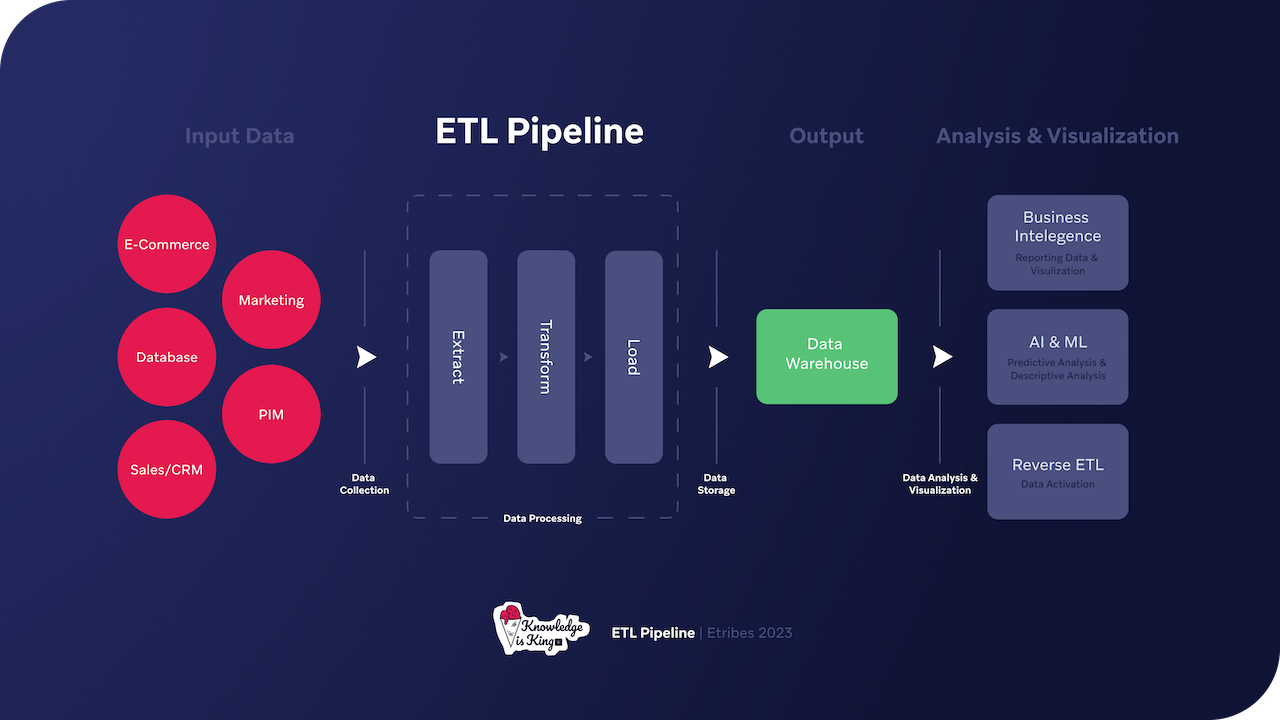 Input Data
ETL Pipeline
Output
Analysis & Visualization
E-Commerce
Marketing
Database
PIM
Sales/CRM
Data
Collection
Extract
Transform
Load
Data Processing
Data
Storage
Data
Warehouse
Data Analysis &
Visualization
Business
Intelegence
Reporting Data &
Visulization
AI & ML
Predictive Analysis &
Descriptive Analysis
Reverse ETL
Data Activation
Knowledge
is King
ETL Pipeline | Etribes 2023